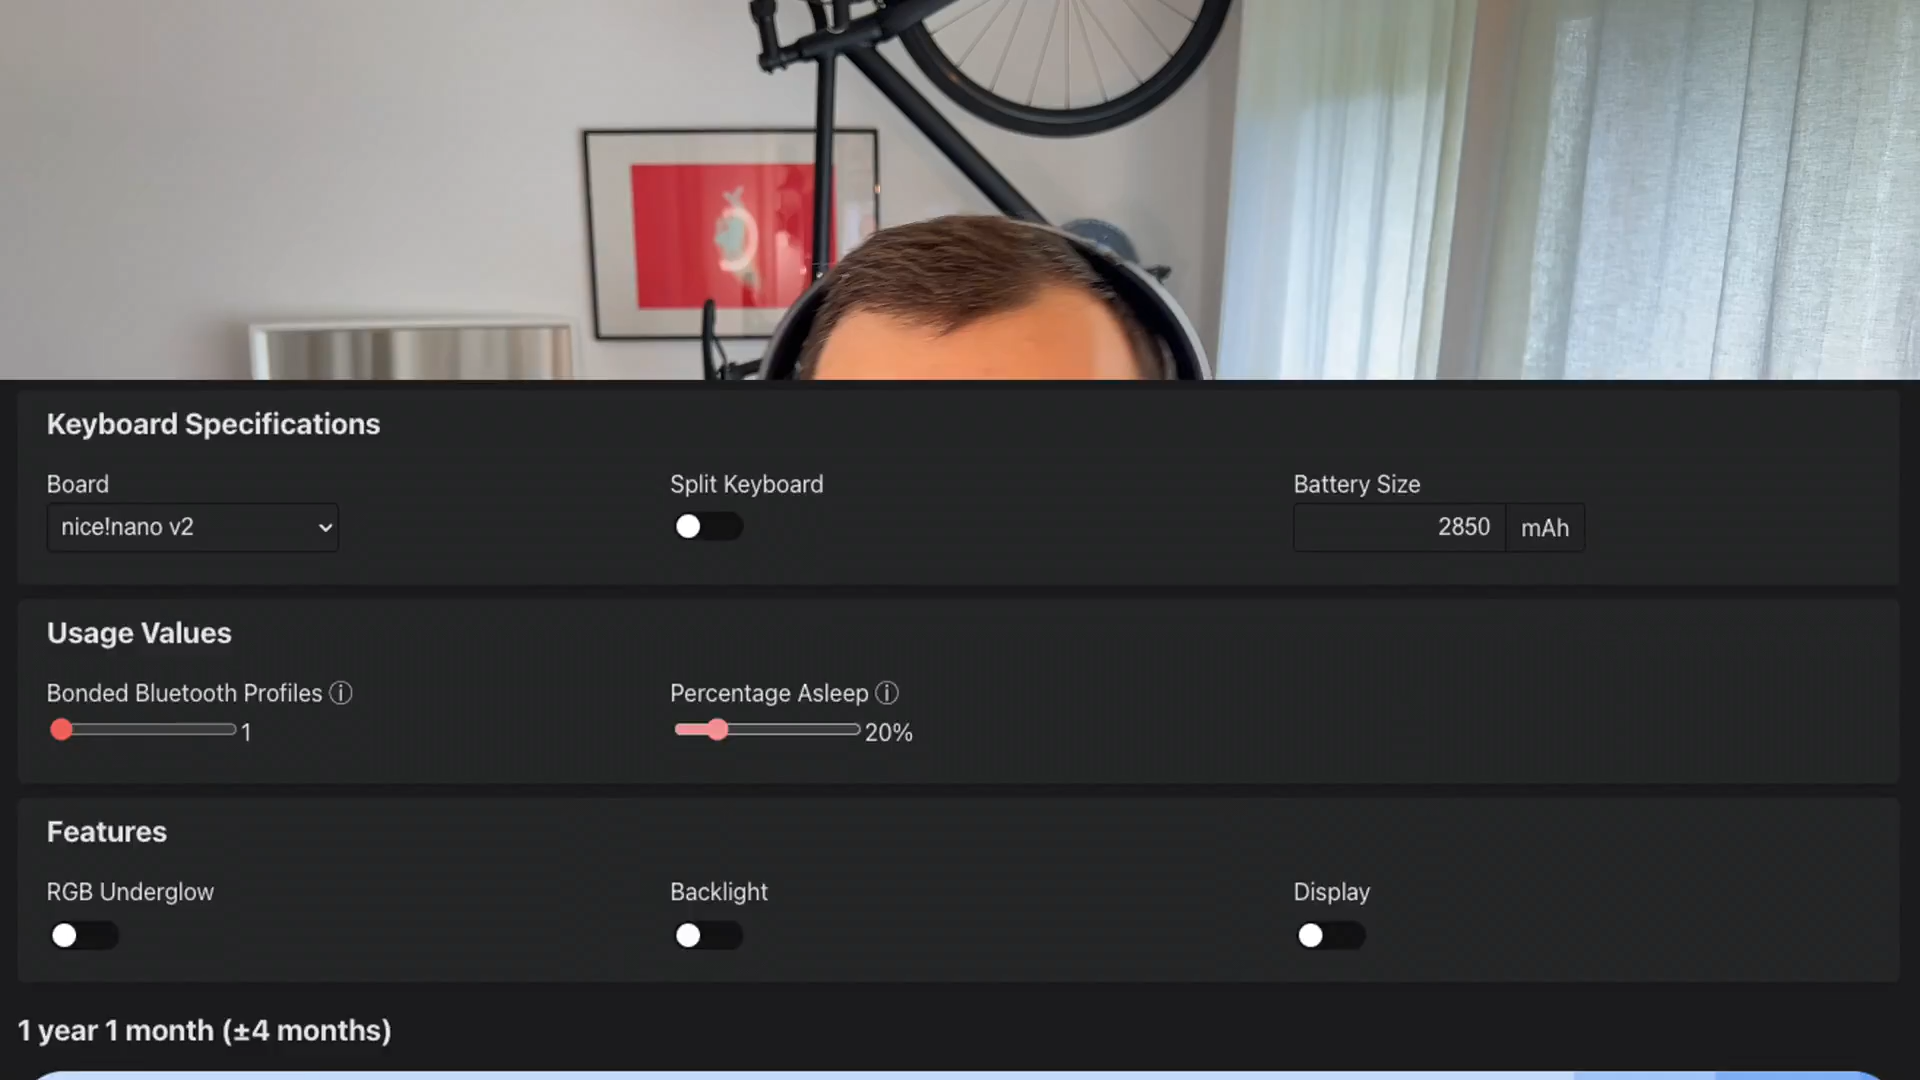 Keyboard Specifications
Board
Split Keyboard
Battery Size
nice!nano v2
2850 mAh
Usage Values
Bonded Bluetooth Profiles ⓘ
Percentage Asleep ⓘ
1
20%
Features
RGB Underglow
Backlight
Display
1 year 1 month (±4 months)